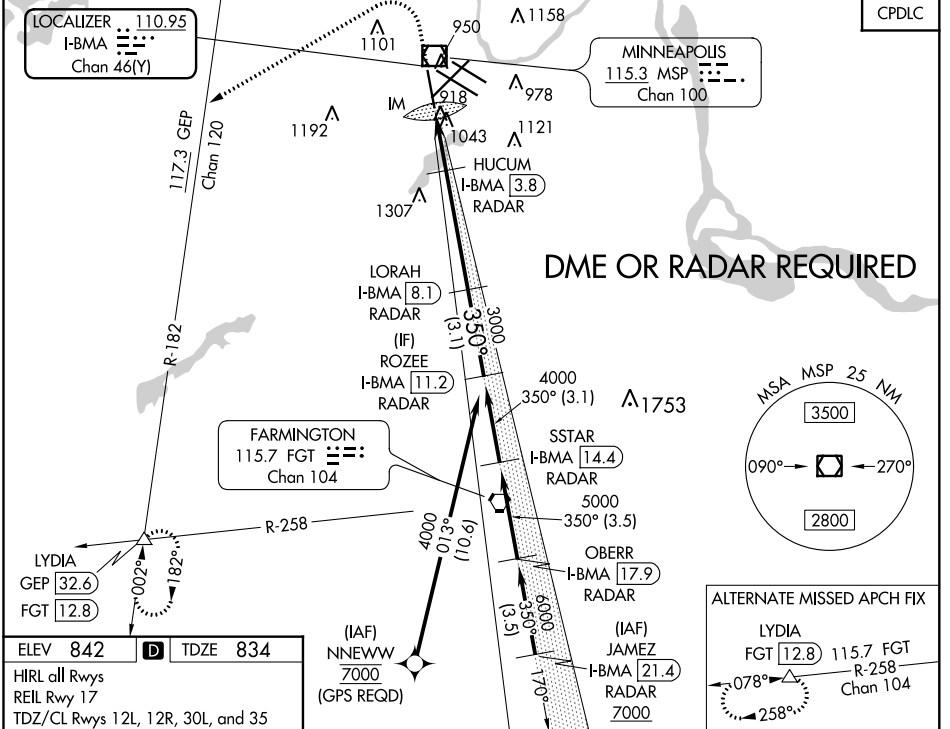 LOCALIZER 110.95
I-BMA
Chan 46(Y)
1101
950
1158
CPDLC
MINNEAPOLIS
115.3 MSP
Chan 100
117.3 GEP
Chan 120
1192
IM
918
978
1043
1121
HUCUM
I-BMA 3.8
RADAR
1307
DME OR RADAR REQUIRED
LORAH
I-BMA 8.1
RADAR
3000
350°
(3.1)
(IF)
ROZEE
I-BMA 11.2
RADAR
R-182
4000
350° (3.1)
1753
MSA MSP 25 NM
3500
090°
270°
2800
FARMINGTON
115.7 FGT
Chan 104
SSTAR
I-BMA 14.4
RADAR
5000
350° (3.5)
R-258
4000
013°
(10.6)
OBERR
I-BMA 17.9
RADAR
LYDIA
GEP 32.6
FGT 12.8
002°
182°
6000
350°
(3.5)
170°
(IAF)
NNEWW
7000
(GPS REQD)
(IAF)
JAMEZ
I-BMA 21.4
RADAR
7000
ALTERNATE MISSED APCH FIX
LYDIA
FGT 12.8 115.7 FGT
R-258
Chan 104
078°
258°
ELEV 842 D TDZE 834
HIRL all Rwys
REIL Rwy 17
TDZ/CL Rwys 12L, 12R, 30L, and 35